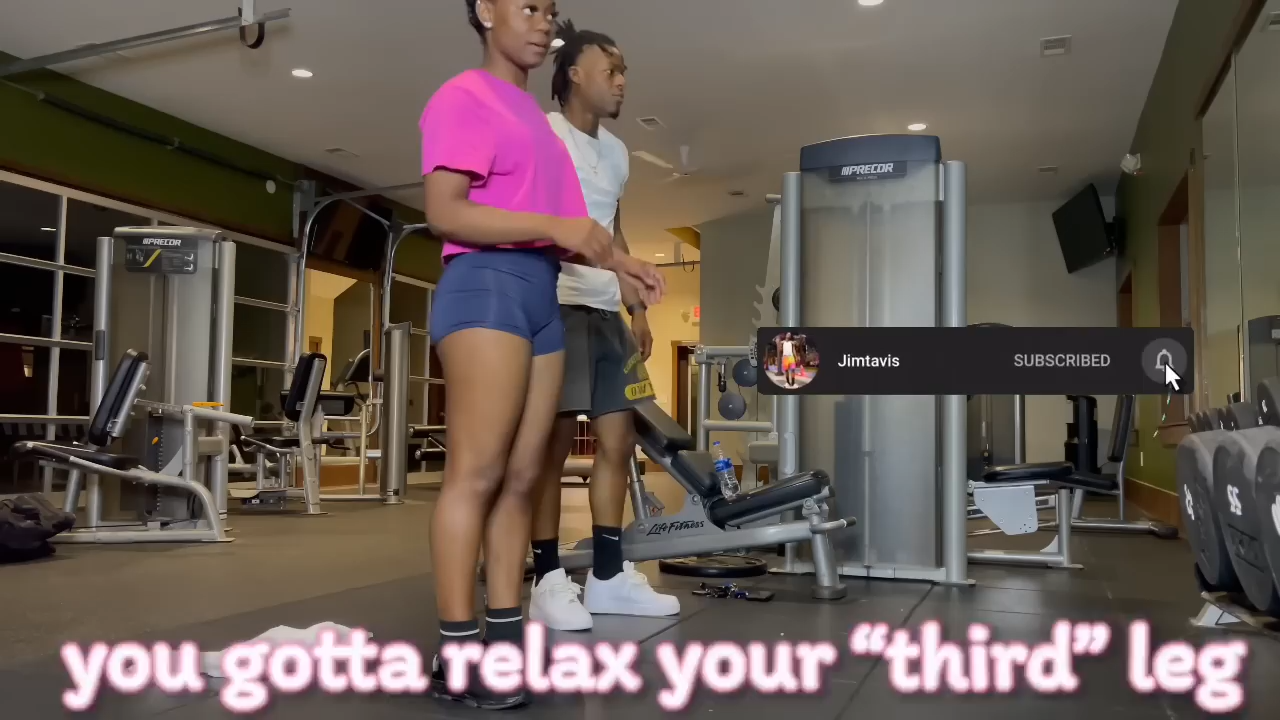 PRECOR
PRECOR
Jimtavis SUBSCRIBED
Life Fitness
you gotta relax your “third” leg